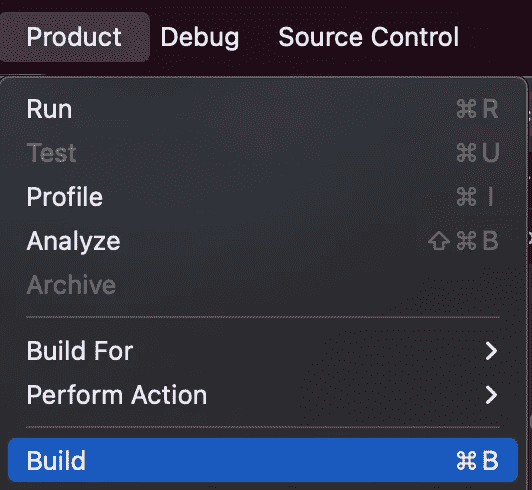 Product Debug Source Control
Run ⌘R
Test ⌘U
Profile ⌘I
Analyze ⇧⌘B
Archive
Build For
Perform Action
Build ⌘B